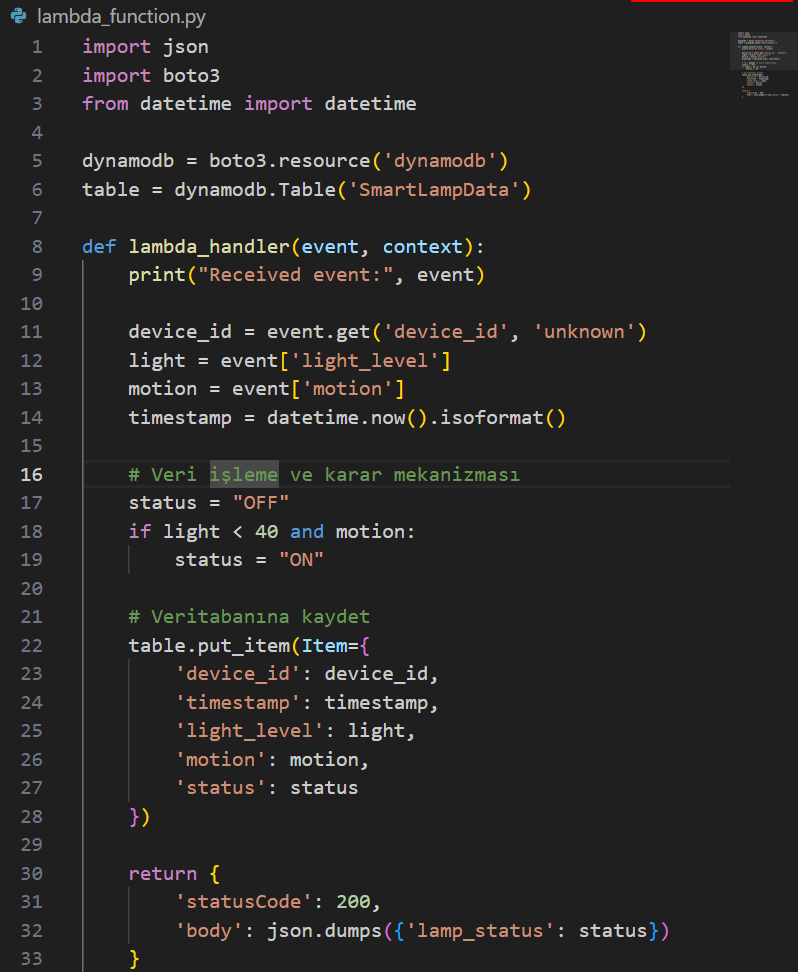 lambda_function.py
1 import json
2 import boto3
3 from datetime import datetime
4
5 dynamodb = boto3.resource('dynamodb')
6 table = dynamodb.Table('SmartLampData')
7
8 def lambda_handler(event, context):
9     print("Received event:", event)
10
11     device_id = event.get('device_id', 'unknown')
12     light = event['light_level']
13     motion = event['motion']
14     timestamp = datetime.now().isoformat()
15
16     # Veri işleme ve karar mekanizması
17     status = "OFF"
18     if light < 40 and motion:
19         status = "ON"
20
21     # Veritabanına kaydet
22     table.put_item(Item={
23         'device_id': device_id,
24         'timestamp': timestamp,
25         'light_level': light,
26         'motion': motion,
27         'status': status
28     })
29
30     return {
31         'statusCode': 200,
32         'body': json.dumps({'lamp_status': status})
33     }